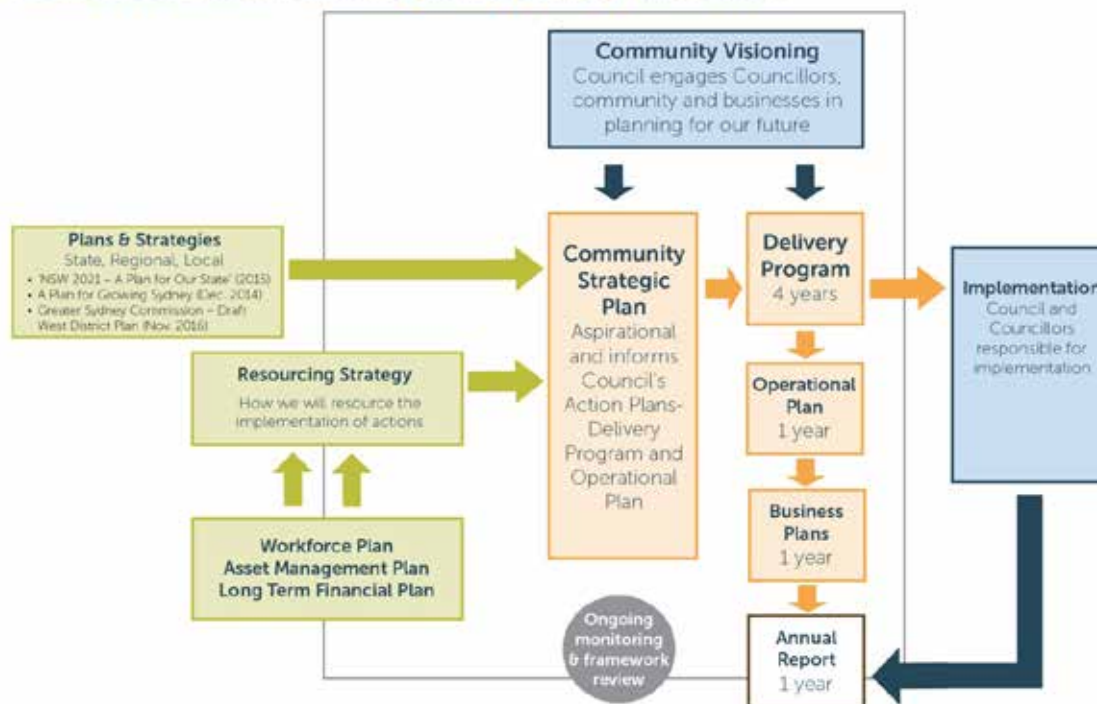 Community Visioning
Council engages Councillors,
community and businesses in
planning for our future
Plans & Strategies
State, Regional, Local
• 'NSW 2021 – A Plan for Our State' (2015)
• A Plan for Growing Sydney (Dec. 2014)
• Greater Sydney Commission – Draft
West District Plan (Nov. 2016)
Resourcing Strategy
How we will resource the
implementation of actions
Workforce Plan
Asset Management Plan
Long Term Financial Plan
Community
Strategic
Plan
Aspirational
and informs
Council's
Action Plans-
Delivery
Program and
Operational
Plan
Delivery
Program
4 years
Operational
Plan
1 year
Business
Plans
1 year
Annual
Report
1 year
Implementation
Council and
Councillors
responsible for
implementation
Ongoing
monitoring
& framework
review